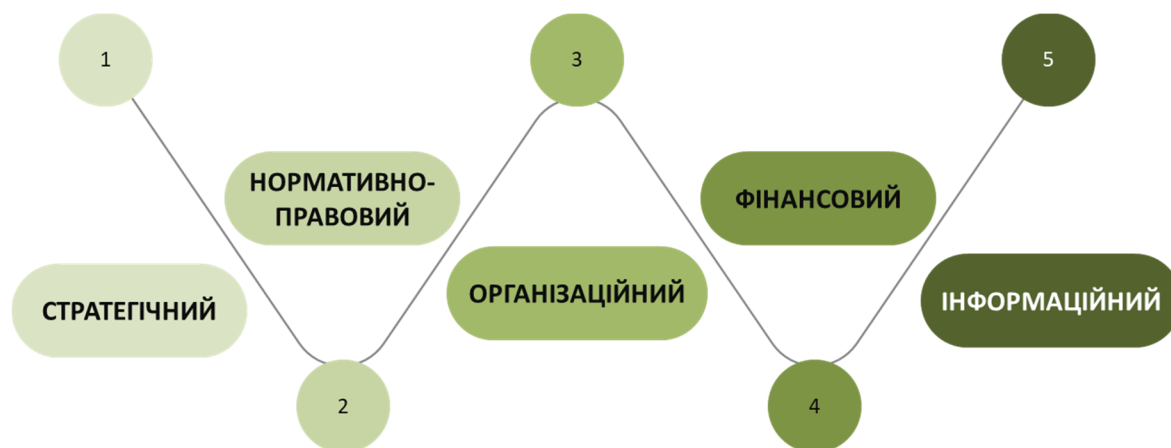 1
СТРАТЕГІЧНИЙ
2
НОРМАТИВНО-
ПРАВОВИЙ
3
ОРГАНІЗАЦІЙНИЙ
4
ФІНАНСОВИЙ
5
ІНФОРМАЦІЙНИЙ